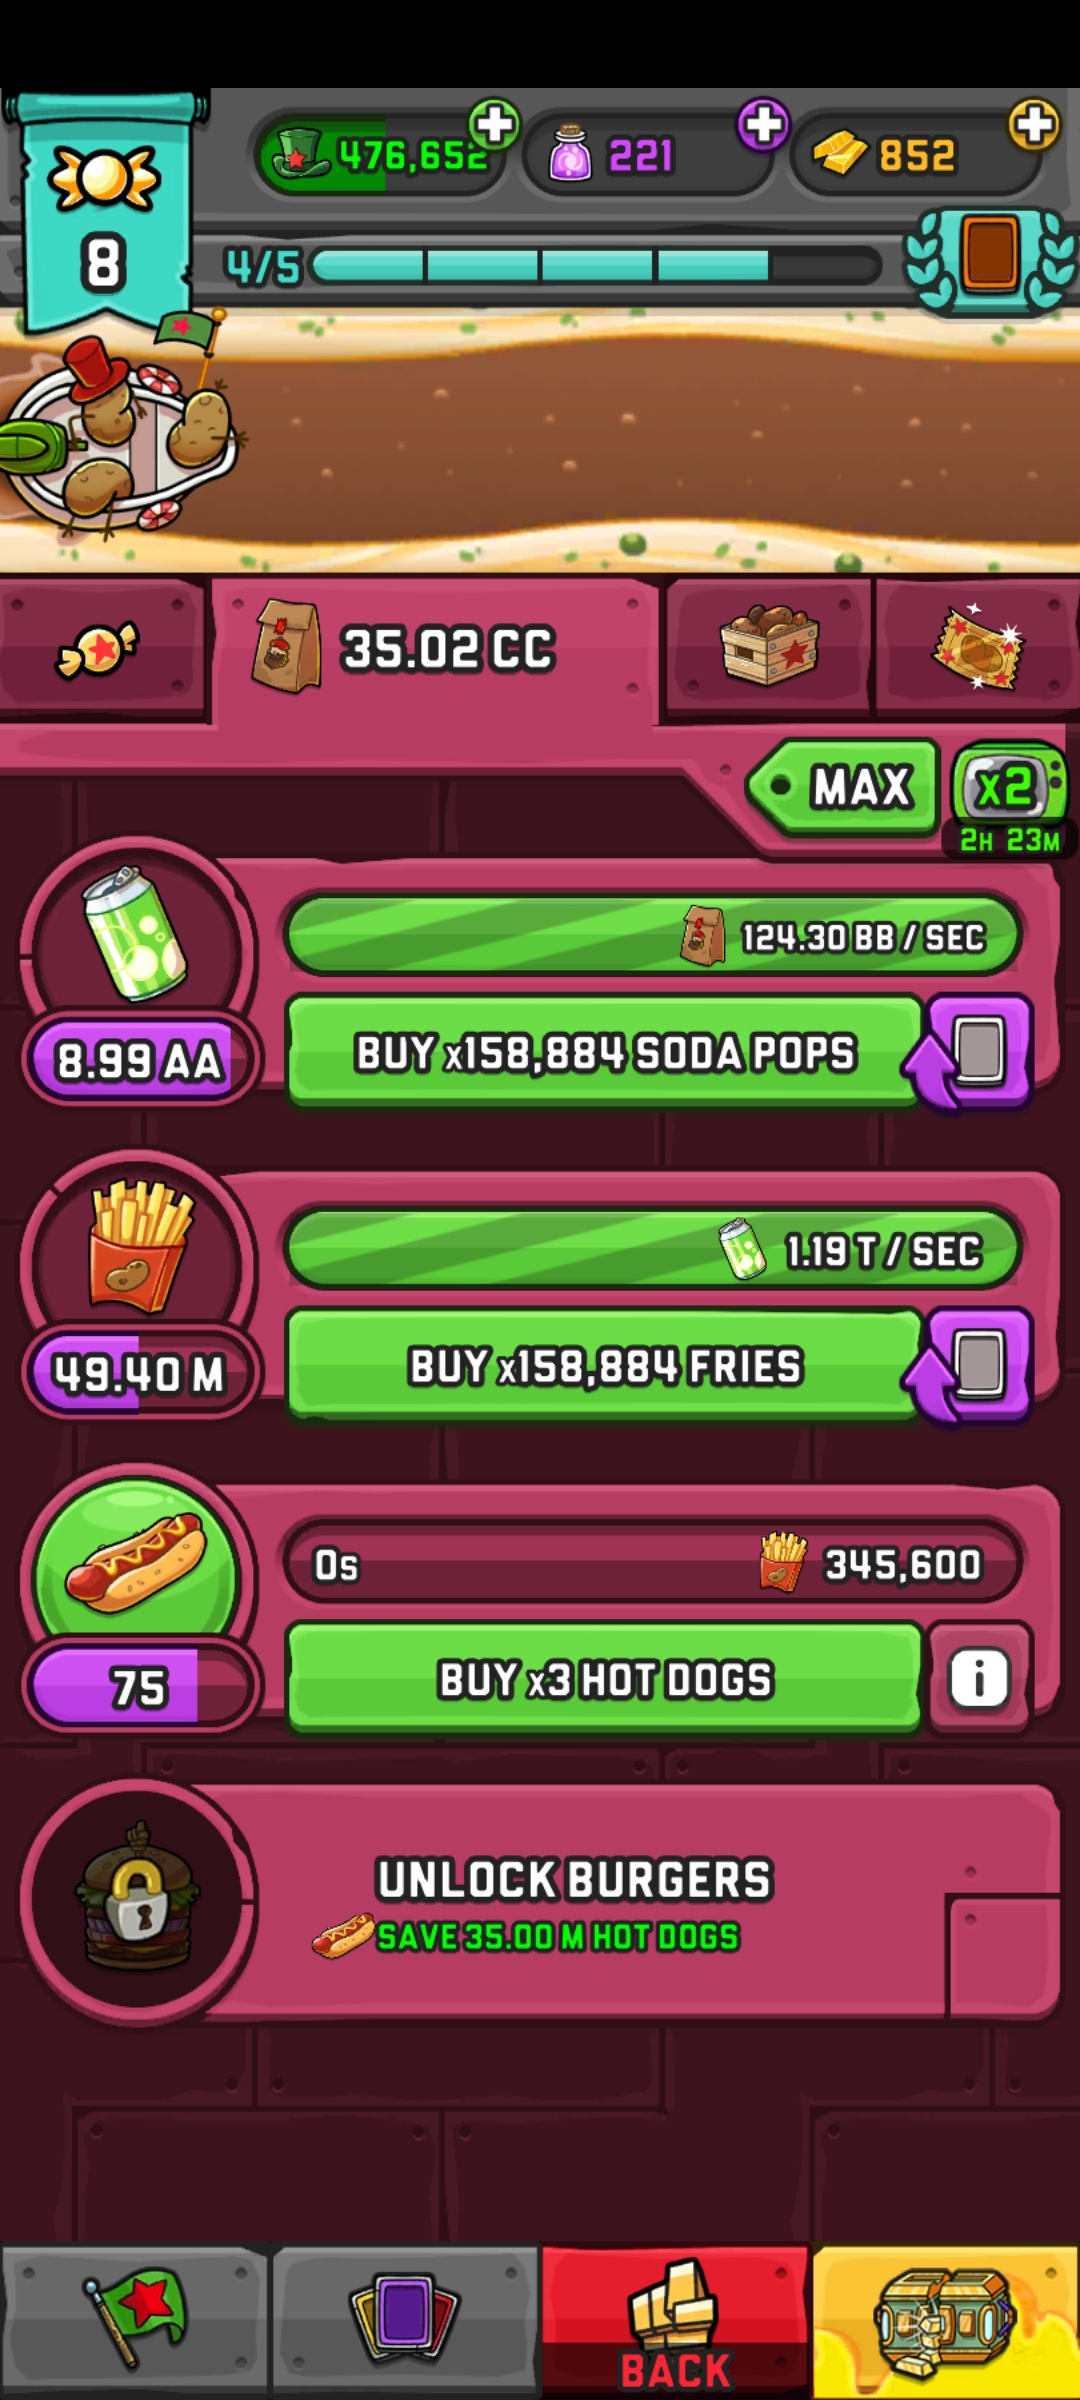 476,652
221
852
8
4/5
35.02 CC
MAX
x2
2H 23M
124.30 BB / SEC
8.99 AA
BUY x158,884 SODA POPS
1.19 T / SEC
49.40 M
BUY x158,884 FRIES
0s
345,600
75
BUY x3 HOT DOGS
i
UNLOCK BURGERS
SAVE 35.00 M HOT DOGS
BACK